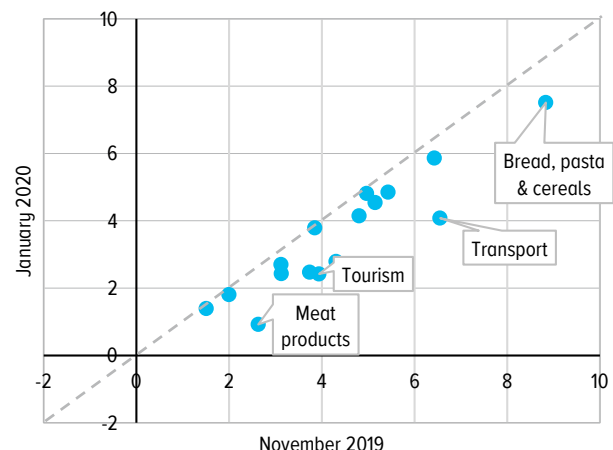 10
8
6
4
2
0
-2
-2
0
2
4
6
8
10
January 2020
November 2019
Bread, pasta
& cereals
Transport
Tourism
Meat
products